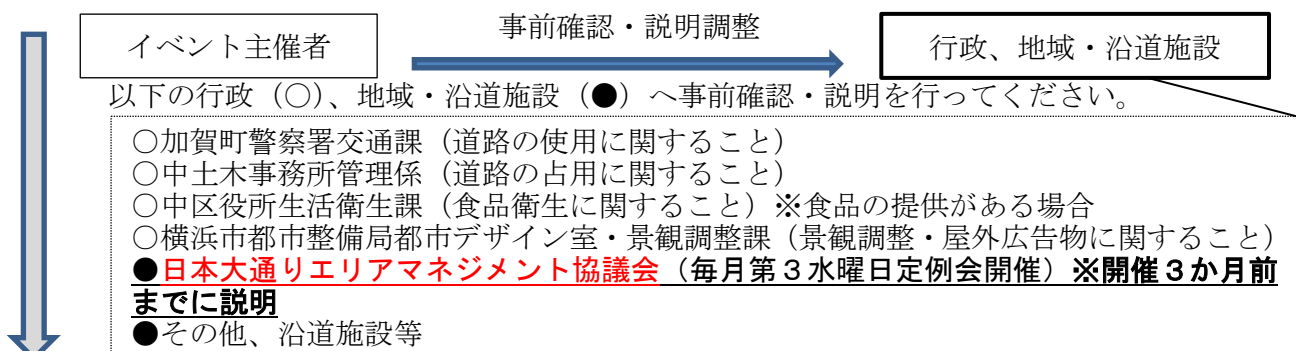 イベント主催者
事前確認・説明調整
行政、地域・沿道施設
以下の行政（○）、地域・沿道施設（●）へ事前確認・説明を行ってください。
○加賀町警察署交通課（道路の使用に関すること）
○中土木事務所管理係（道路の占用に関すること）
○中区役所生活衛生課（食品衛生に関すること）※食品の提供がある場合
○横浜市都市整備局都市デザイン室・景観調整課（景観調整・屋外広告物に関すること）
●日本大通りエリアマネジメント協議会（毎月第３水曜日定例会開催）※開催３か月前
までに説明
●その他、沿道施設等